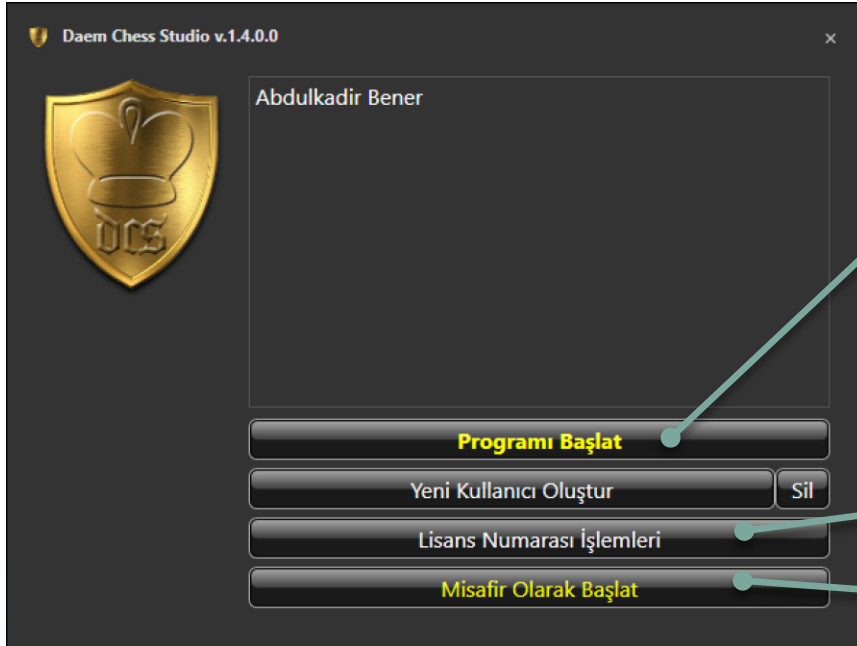 Daem Chess Studio v.1.4.0.0
Abdulkadir Bener
DCS
Programı Başlat
Yeni Kullanıcı Oluştur
Sil
Lisans Numarası İşlemleri
Misafir Olarak Başlat